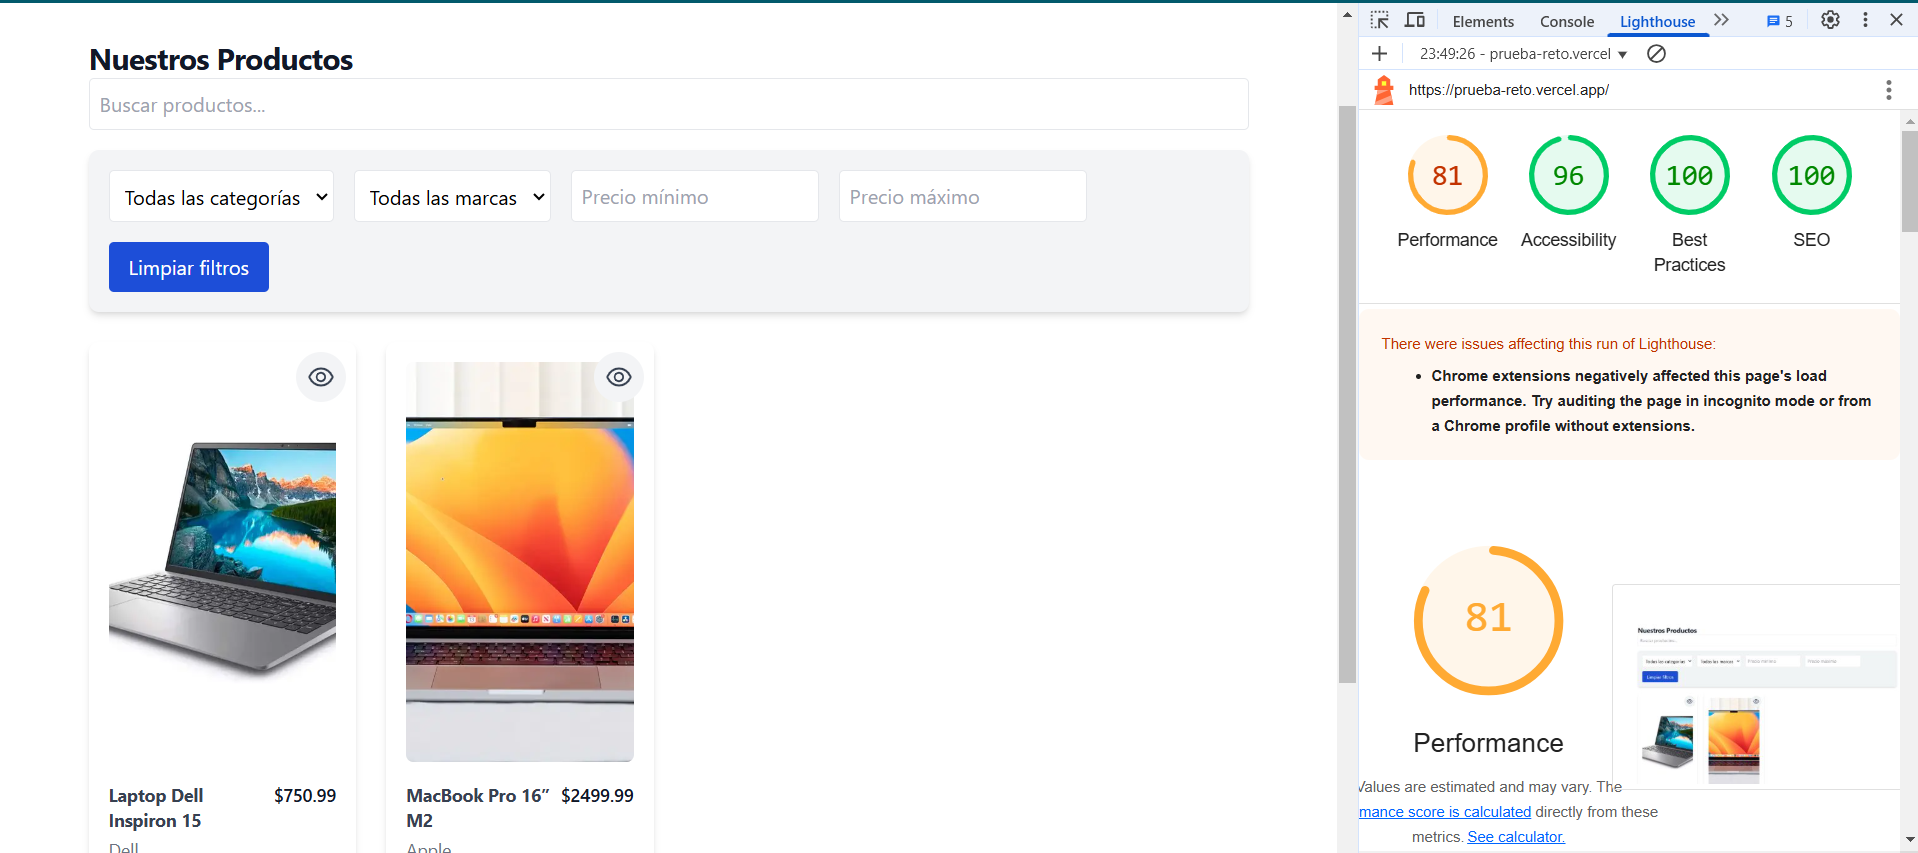 Nuestros Productos
Buscar productos...
Todas las categorías
Todas las marcas
Precio mínimo
Precio máximo
Limpiar filtros
Laptop Dell
Inspiron 15
$750.99
Dell
MacBook Pro 16”
M2
$2499.99
Apple
Elements
Console
Lighthouse
5
23:49:26 - prueba-reto.vercel
https://prueba-reto.vercel.app/
81
Performance
96
Accessibility
100
Best
Practices
100
SEO
There were issues affecting this run of Lighthouse:
Chrome extensions negatively affected this page's load
performance. Try auditing the page in incognito mode or from
a Chrome profile without extensions.
81
Performance
Values are estimated and may vary. The
mance score is calculated directly from these
metrics. See calculator.
Nuestros Productos
Buscar productos...
Todas las categorías
Todas las marcas
Precio mínimo
Precio máximo
Limpiar filtros